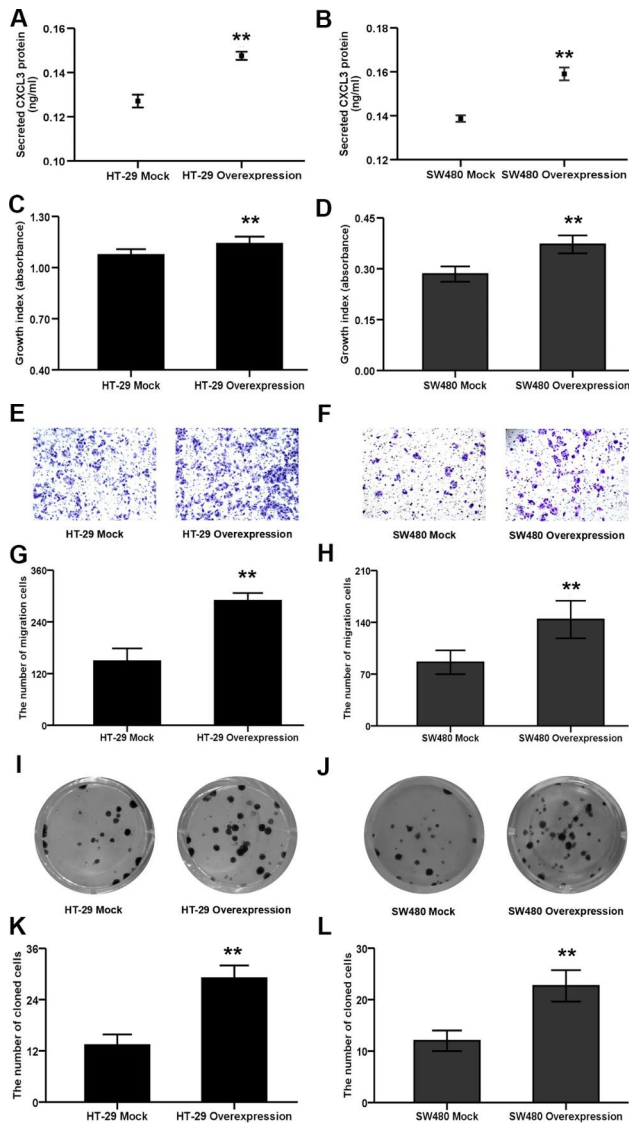 A
Secreted CXCL3 protein
(ng/ml)
0.16
0.14
0.12
0.10
**
HT-29 Mock
HT-29 Overexpression
B
Secreted CXCL3 protein
(ng/ml)
0.18
0.16
0.14
0.12
**
SW480 Mock
SW480 Overexpression
C
Growth index (absorbance)
1.30
1.00
0.70
0.40
**
HT-29 Mock
HT-29 Overexpression
D
Growth index (absorbance)
0.45
0.30
0.15
0.00
**
SW480 Mock
SW480 Overexpression
E
HT-29 Mock
HT-29 Overexpression
F
SW480 Mock
SW480 Overexpression
G
The number of migration cells
360
240
120
0
**
HT-29 Mock
HT-29 Overexpression
H
The number of migration cells
210
140
70
0
**
SW480 Mock
SW480 Overexpression
I
HT-29 Mock
HT-29 Overexpression
J
SW480 Mock
SW480 Overexpression
K
The number of cloned cells
36
24
12
0
**
HT-29 Mock
HT-29 Overexpression
L
The number of cloned cells
30
20
10
0
**
SW480 Mock
SW480 Overexpression